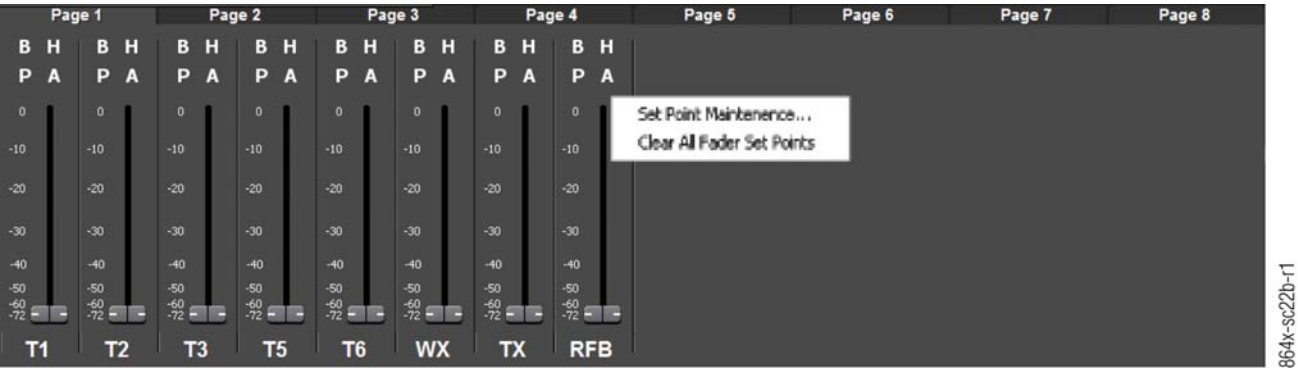 Page 1 Page 2 Page 3 Page 4 Page 5 Page 6 Page 7 Page 8
B H B H B H B H B H B H B H B H
P A P A P A P A P A P A P A P A
0 0 0 0 0 0 0 0
Set Point Maintenence...
-10 -10 -10 -10 -10 -10 -10 -10
Clear All Fader Set Points
-20 -20 -20 -20 -20 -20 -20 -20
-30 -30 -30 -30 -30 -30 -30 -30
-40 -40 -40 -40 -40 -40 -40 -40
-50 -50 -50 -50 -50 -50 -50 -50
-60 -60 -60 -60 -60 -60 -60 -60
-72 -72 -72 -72 -72 -72 -72 -72
T1 T2 T3 T5 T6 WX TX RFB
864x-sc22b-r1